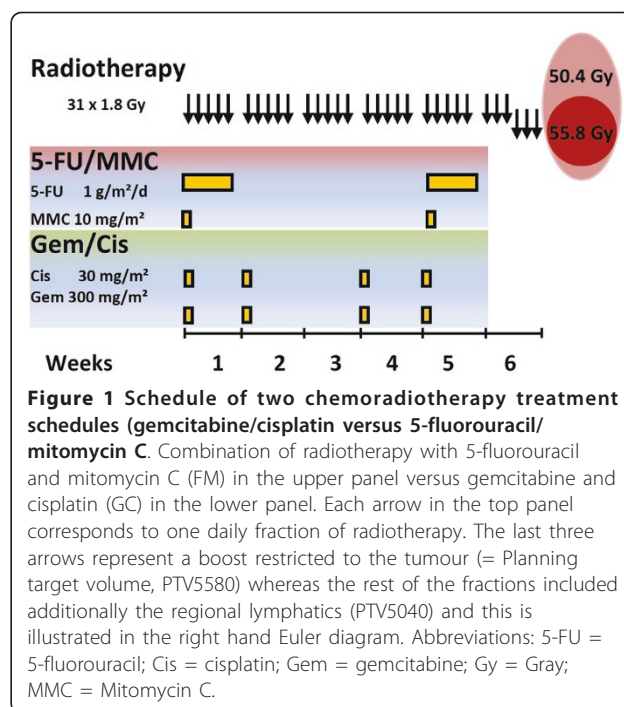 Radiotherapy
31 x 1.8 Gy
50.4 Gy
55.8 Gy
5-FU/MMC
5-FU 1 g/m²/d
MMC 10 mg/m²
Gem/Cis
Cis 30 mg/m²
Gem 300 mg/m²
Weeks 1 2 3 4 5 6
Figure 1 Schedule of two chemoradiotherapy treatment
schedules (gemcitabine/cisplatin versus 5-fluorouracil/
mitomycin C. Combination of radiotherapy with 5-fluorouracil
and mitomycin C (FM) in the upper panel versus gemcitabine and
cisplatin (GC) in the lower panel. Each arrow in the top panel
corresponds to one daily fraction of radiotherapy. The last three
arrows represent a boost restricted to the tumour (= Planning
target volume, PTV5580) whereas the rest of the fractions included
additionally the regional lymphatics (PTV5040) and this is
illustrated in the right hand Euler diagram. Abbreviations: 5-FU =
5-fluorouracil; Cis = cisplatin; Gem = gemcitabine; Gy = Gray;
MMC = Mitomycin C.